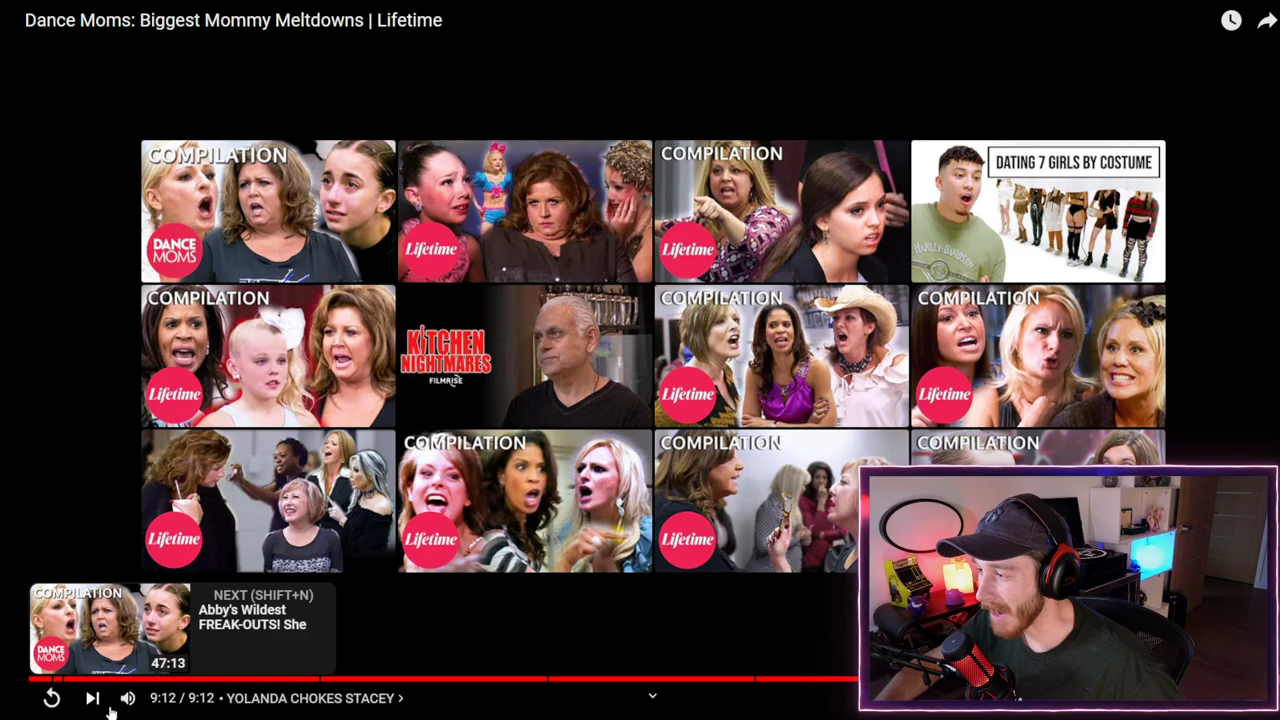 Dance Moms: Biggest Mommy Meltdowns | Lifetime
COMPILATION
DANCE
MOMS
Lifetime
COMPILATION
Lifetime
DATING 7 GIRLS BY COSTUME
HARLEY-DAVIDSON
COMPILATION
Lifetime
KITCHEN
NIGHTMARES
FILMRISE
COMPILATION
Lifetime
COMPILATION
Lifetime
Lifetime
COMPILATION
Lifetime
COMPILATION
Lifetime
COMPILATION
COMPILATION
DANCE
MOMS
47:13
NEXT (SHIFT+N)
Abby's Wildest
FREAK-OUTS! She
9:12 / 9:12 • YOLANDA CHOKES STACEY >